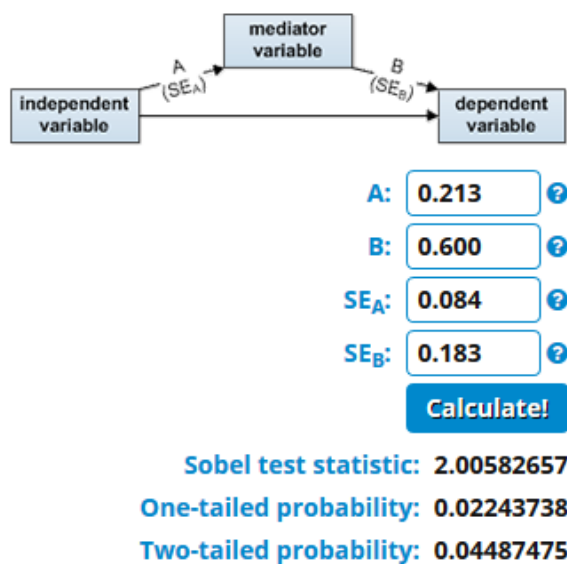 mediator
variable
A
(SEA)
B
(SEB)
independent
variable
dependent
variable
A: 0.213 ?
B: 0.600 ?
SEA: 0.084 ?
SEB: 0.183 ?
Calculate!
Sobel test statistic: 2.00582657
One-tailed probability: 0.02243738
Two-tailed probability: 0.04487475